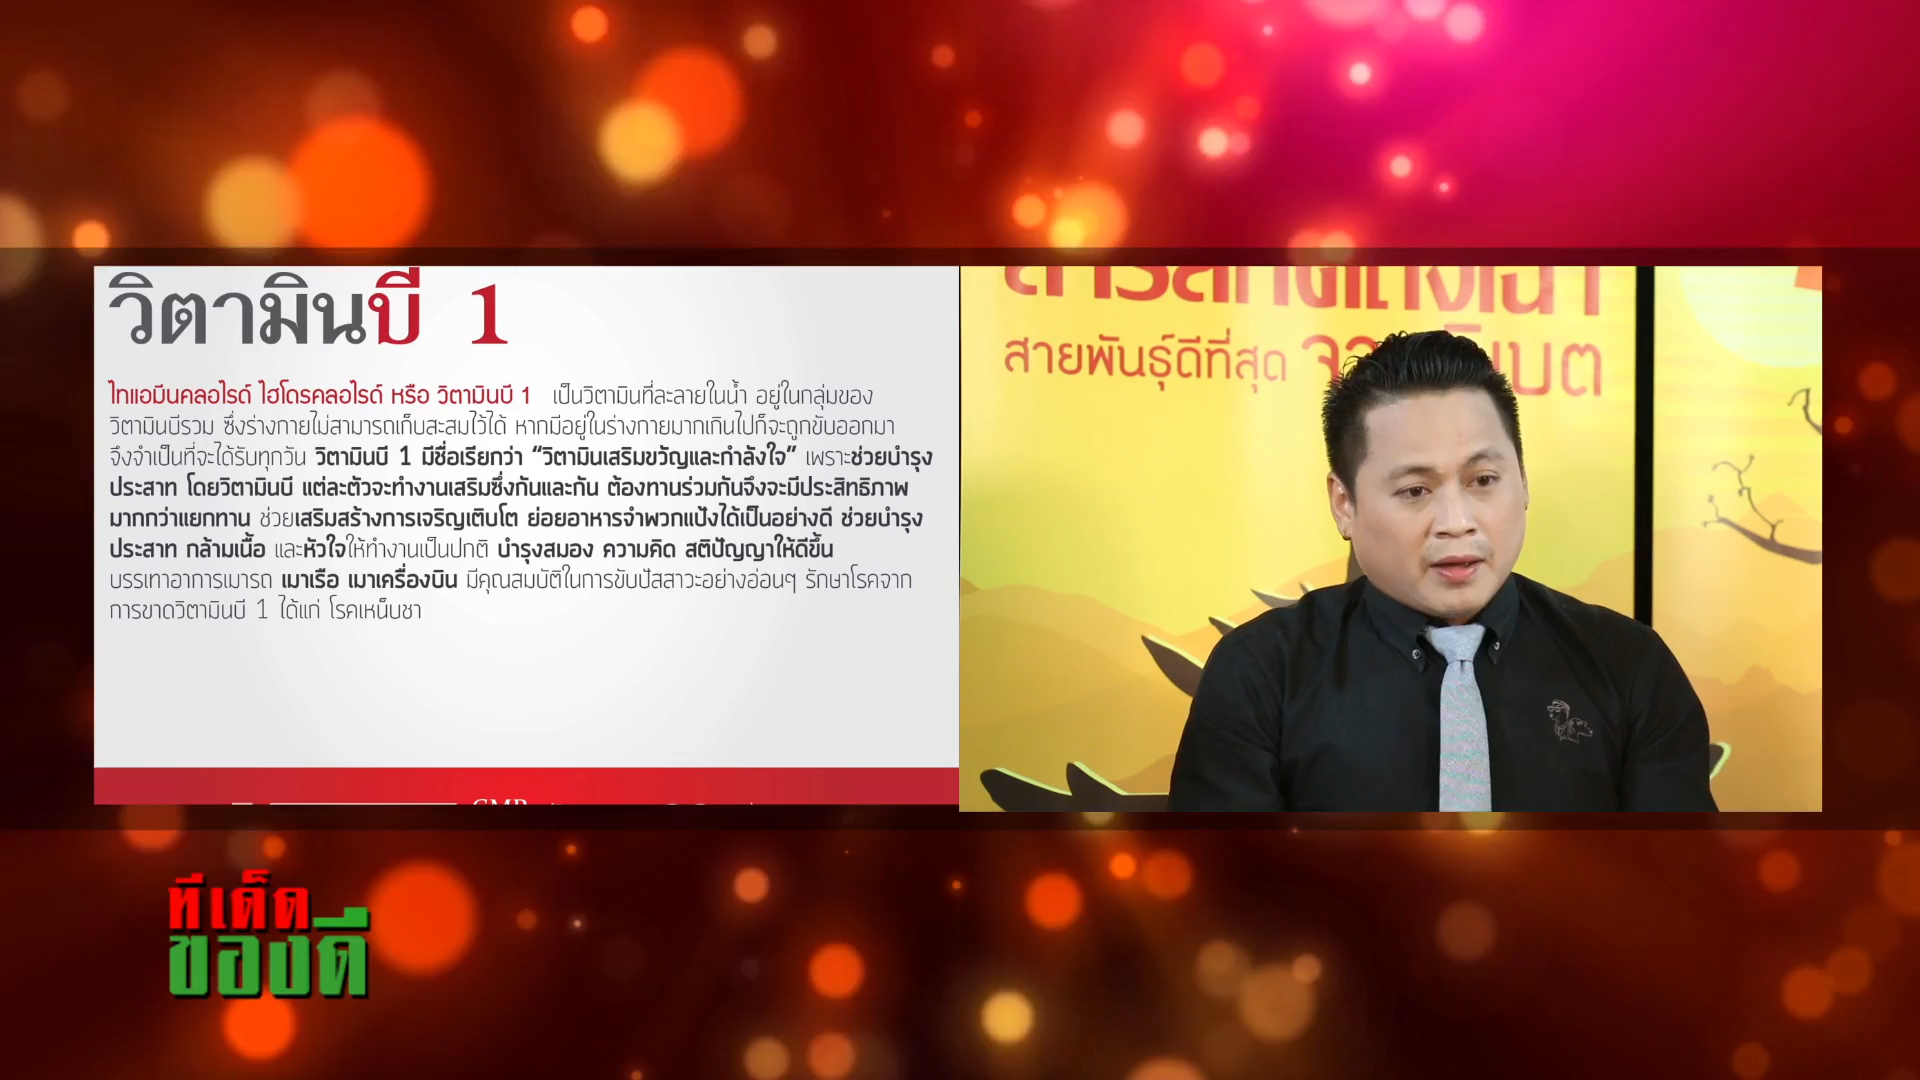 วิตามินบี 1
ไทแอมีนคลอไรด์ ไฮโดรคลอไรด์ หรือ วิตามินบี 1 เป็นวิตามินที่ละลายในน้ำ อยู่ในกลุ่มของ
วิตามินบีรวม ซึ่งร่างกายไม่สามารถเก็บสะสมไว้ได้ หากมีอยู่ในร่างกายมากเกินไปก็จะถูกขับออกมา
จึงจำเป็นที่จะได้รับทุกวัน วิตามินบี 1 มีชื่อเรียกว่า “วิตามินเสริมขวัญและกำลังใจ” เพราะช่วยบำรุง
ประสาท โดยวิตามินบี แต่ละตัวจะทำงานเสริมซึ่งกันและกัน ต้องทานร่วมกันจึงจะมีประสิทธิภาพ
มากกว่าแยกทาน ช่วยเสริมสร้างการเจริญเติบโต ย่อยอาหารจำพวกแป้งได้เป็นอย่างดี ช่วยบำรุง
ประสาท กล้ามเนื้อ และหัวใจให้ทำงานเป็นปกติ บำรุงสมอง ความคิด สติปัญญาให้ดีขึ้น
บรรเทาอาการเมารถ เมาเรือ เมาเครื่องบิน มีคุณสมบัติในการขับปัสสาวะอย่างอ่อนๆ รักษาโรคจาก
การขาดวิตามินบี 1 ได้แก่ โรคเหน็บชา
สายพันธุ์ดีที่สุด
ทีเด็ด
ของดี